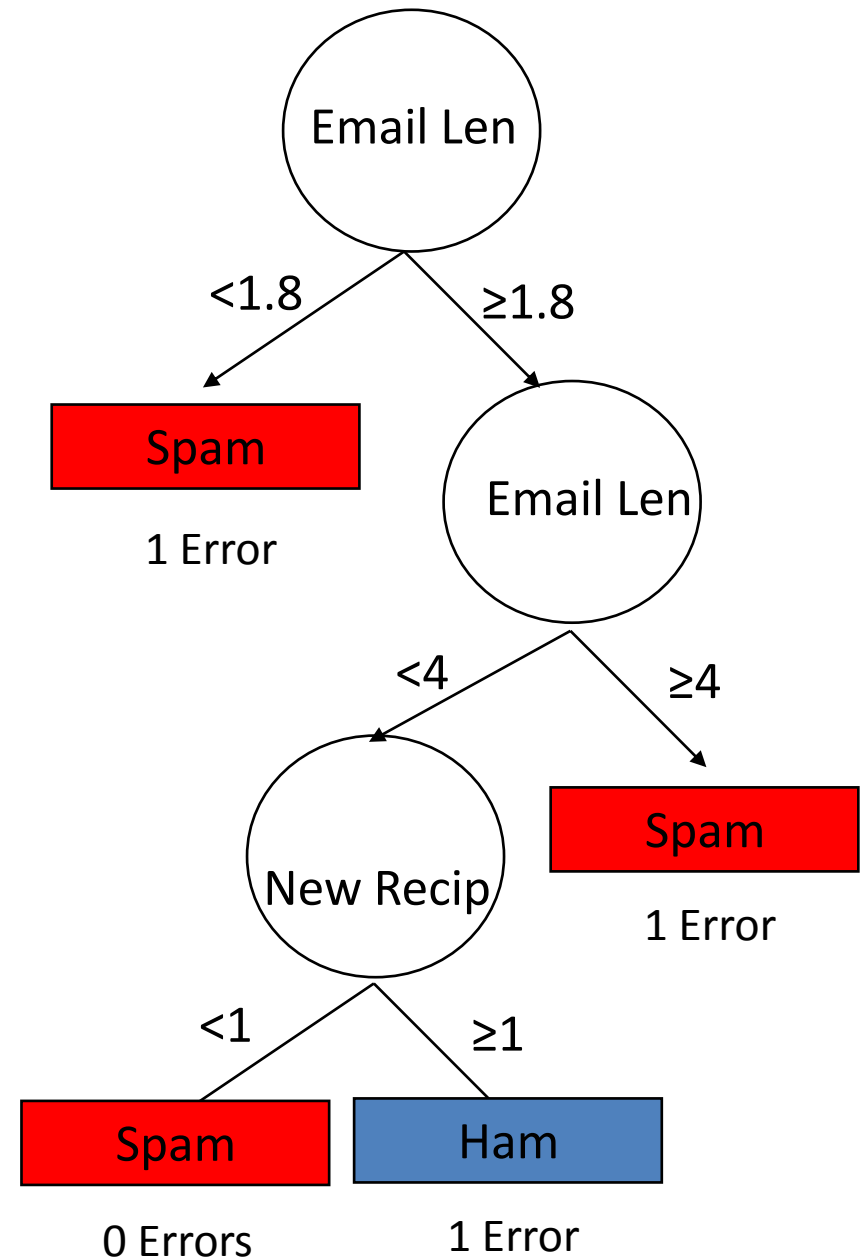 Email Len
<1.8
≥1.8
Spam
1 Error
Email Len
<4
≥4
Spam
1 Error
New Recip
<1
≥1
Spam
Ham
0 Errors
1 Error